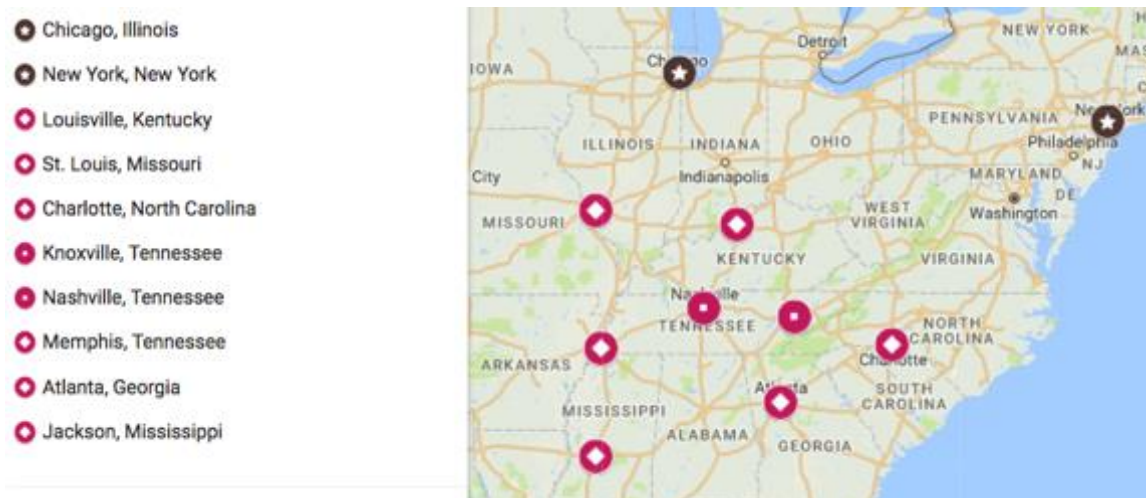 Chicago, Illinois
New York, New York
Louisville, Kentucky
St. Louis, Missouri
Charlotte, North Carolina
Knoxville, Tennessee
Nashville, Tennessee
Memphis, Tennessee
Atlanta, Georgia
Jackson, Mississippi
Detroit
NEW YORK
IOWA
PENNSYLVANIA
ILLINOIS
INDIANA
OHIO
Philadelphia
NJ
City
Indianapolis
MARYLAND
DE
MISSOURI
WEST
VIRGINIA
Washington
KENTUCKY
VIRGINIA
TENNESSEE
NORTH
CAROLINA
ARKANSAS
SOUTH
CAROLINA
MISSISSIPPI
ALABAMA
GEORGIA